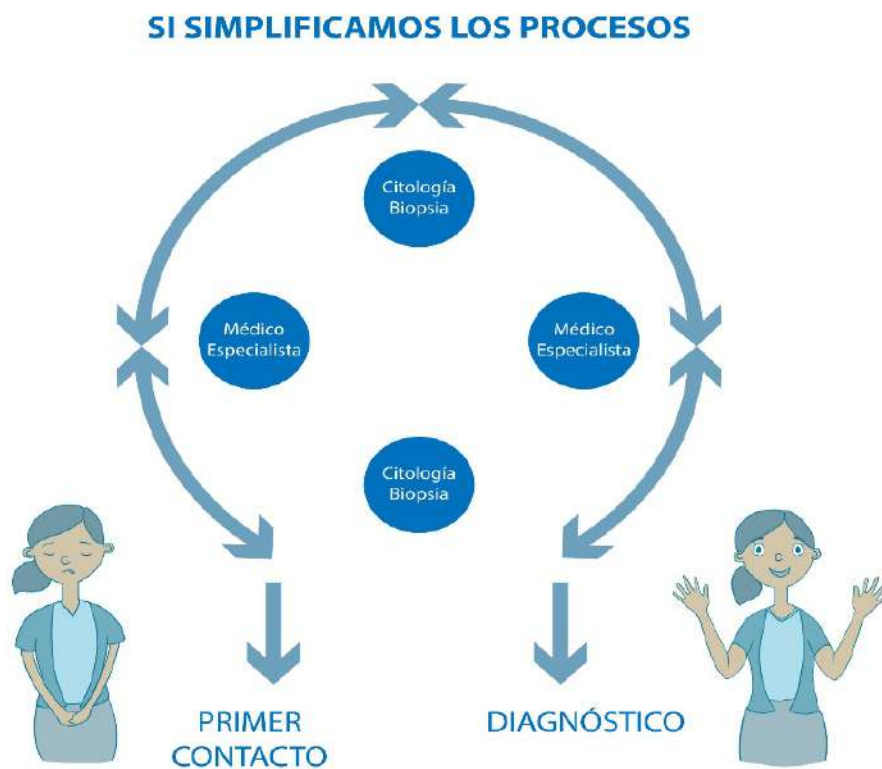 SI SIMPLIFICAMOS LOS PROCESOS
Citología
Biopsia
Médico
Especialista
Médico
Especialista
Citología
Biopsia
PRIMER
CONTACTO
DIAGNÓSTICO